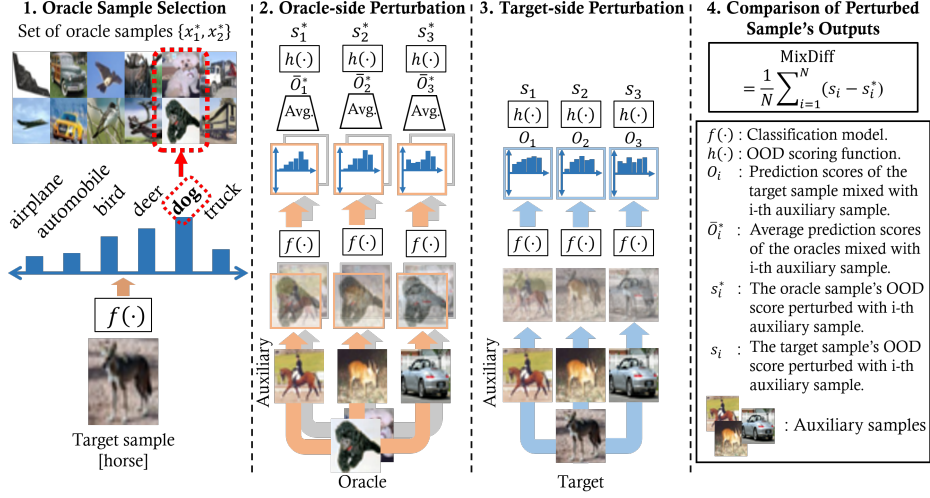 1. Oracle Sample Selection
Set of oracle samples {x₁*, x₂*}
airplane
automobile
bird
deer
dog
truck
f(·)
Target sample
[horse]
2. Oracle-side Perturbation
s₁* s₂* s₃*
h(·) h(·) h(·)
Ō₁* Ō₂* Ō₃*
Avg. Avg. Avg.
f(·) f(·) f(·)
Auxiliary
Oracle
3. Target-side Perturbation
s₁ s₂ s₃
h(·) h(·) h(·)
O₁ O₂ O₃
f(·) f(·) f(·)
Auxiliary
Target
4. Comparison of Perturbed
Sample's Outputs
MixDiff
= 1/N ∑ᵢ₌₁ᴺ (sᵢ − sᵢ*)
f(·) : Classification model.
h(·) : OOD scoring function.
Oᵢ : Prediction scores of the
target sample mixed with
i-th auxiliary sample.
Ōᵢ* : Average prediction scores
of the oracles mixed with
i-th auxiliary sample.
sᵢ* : The oracle sample's OOD
score perturbed with i-th
auxiliary sample.
sᵢ : The target sample's OOD
score perturbed with i-th
auxiliary sample.
: Auxiliary samples